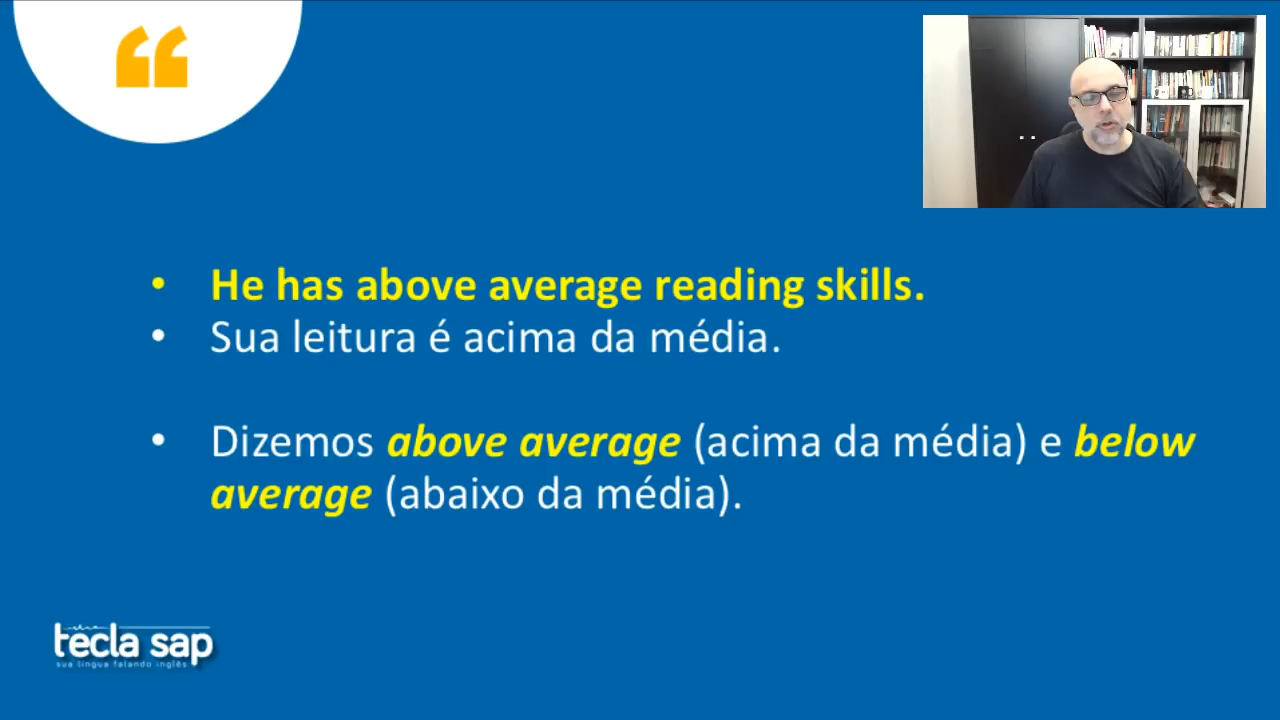 “
• He has above average reading skills.
• Sua leitura é acima da média.
• Dizemos above average (acima da média) e below
average (abaixo da média).
tecla sap
sua língua falando inglês